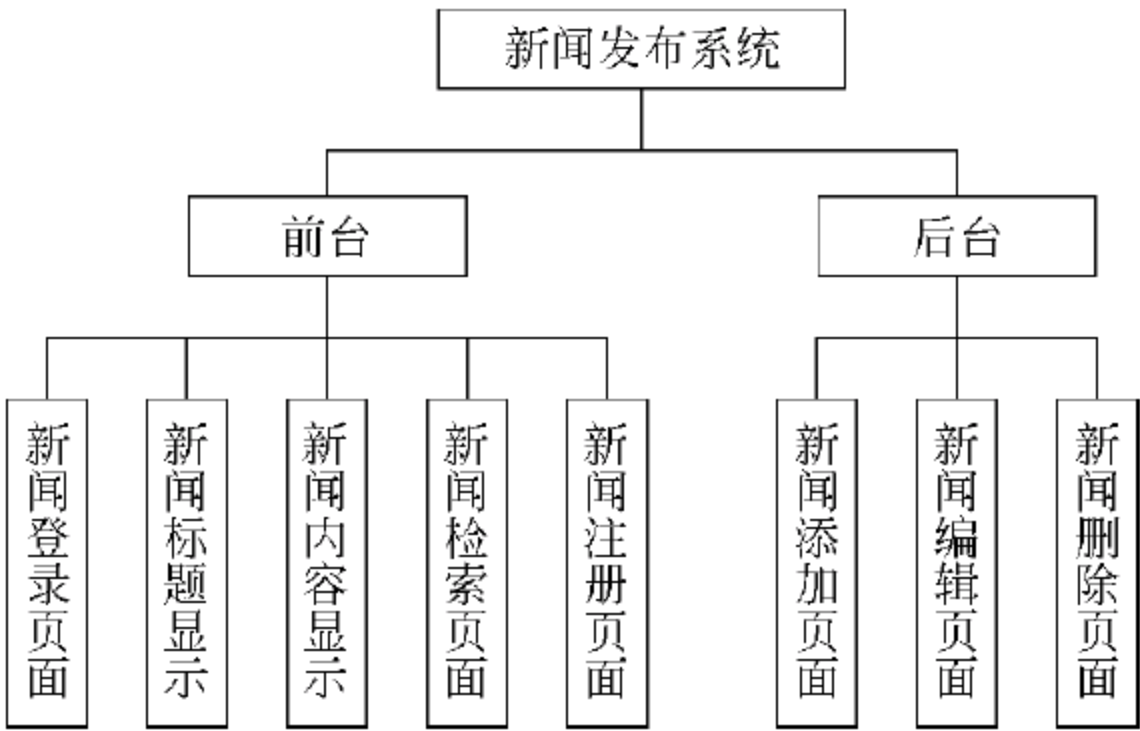 新闻发布系统
前台
后台
新闻登录页面
新闻标题显示
新闻内容显示
新闻检索页面
新闻注册页面
新闻添加页面
新闻编辑页面
新闻删除页面